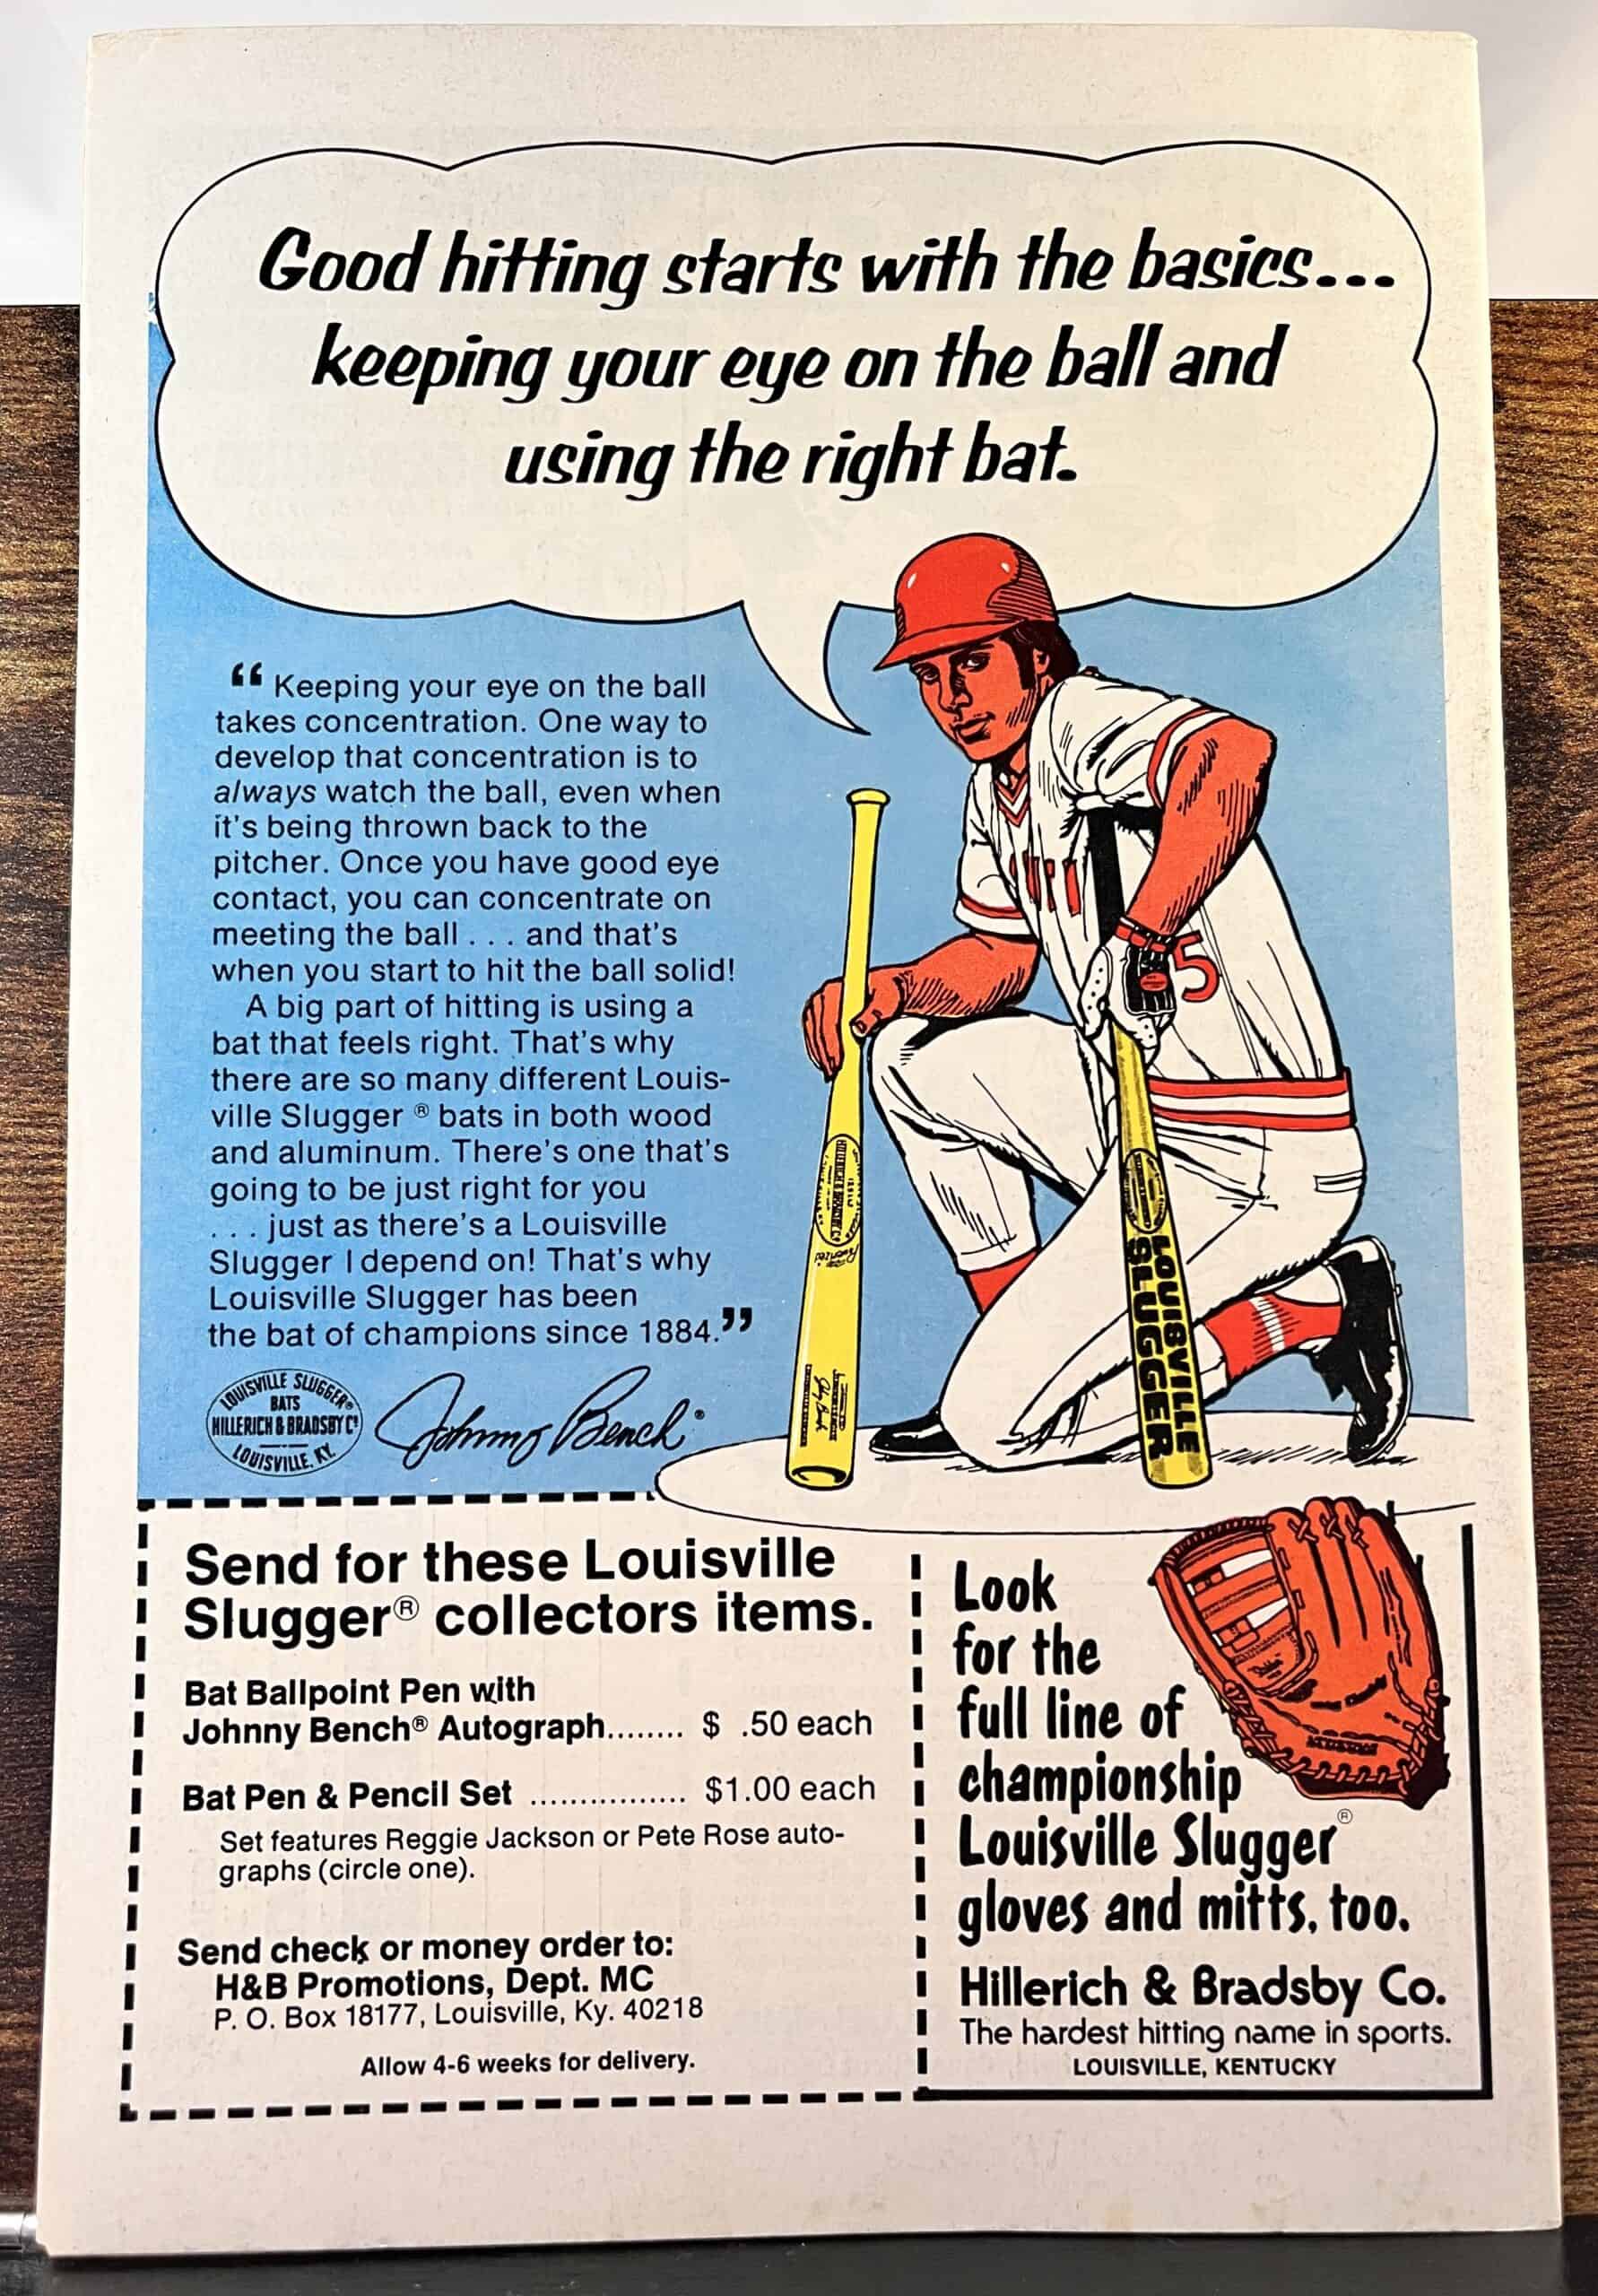 Good hitting starts with the basics...
keeping your eye on the ball and
using the right bat.
“Keeping your eye on the ball
takes concentration. One way to
develop that concentration is to
always watch the ball, even when
it's being thrown back to the
pitcher. Once you have good eye
contact, you can concentrate on
meeting the ball . . . and that's
when you start to hit the ball solid!
A big part of hitting is using a
bat that feels right. That's why
there are so many different Louis-
ville Slugger ® bats in both wood
and aluminum. There's one that's
going to be just right for you
. . . just as there's a Louisville
Slugger I depend on! That's why
Louisville Slugger has been
the bat of champions since 1884.”
LOUISVILLE SLUGGER®
BATS
HILLERICH & BRADSBY Cº
LOUISVILLE. KY.
Johnny Bench®
5
LOUISVILLE
SLUGGER
Send for these Louisville
Slugger® collectors items.
Bat Ballpoint Pen with
Johnny Bench® Autograph........ $ .50 each
Bat Pen & Pencil Set ................ $1.00 each
Set features Reggie Jackson or Pete Rose auto-
graphs (circle one).
Send check or money order to:
H&B Promotions, Dept. MC
P. O. Box 18177, Louisville, Ky. 40218
Allow 4-6 weeks for delivery.
Look
for the
full line of
championship
Louisville Slugger®
gloves and mitts, too.
Hillerich & Bradsby Co.
The hardest hitting name in sports.
LOUISVILLE, KENTUCKY